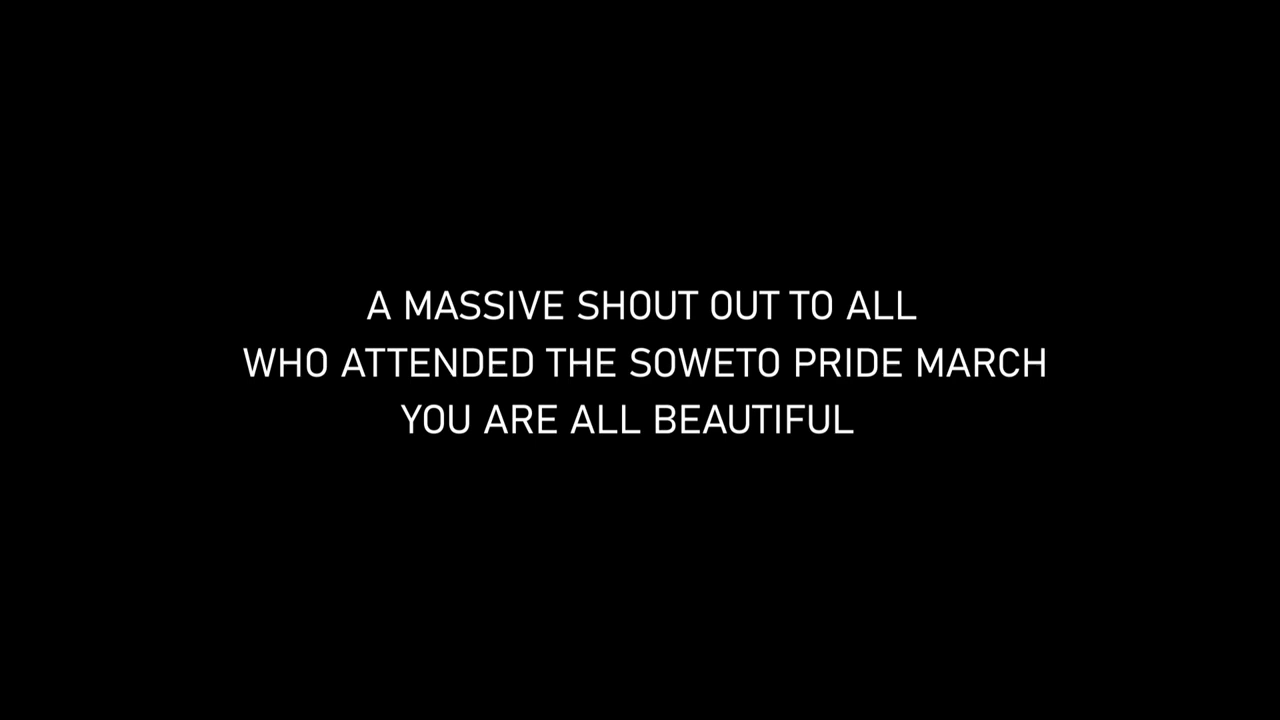 A MASSIVE SHOUT OUT TO ALL
WHO ATTENDED THE SOWETO PRIDE MARCH
YOU ARE ALL BEAUTIFUL